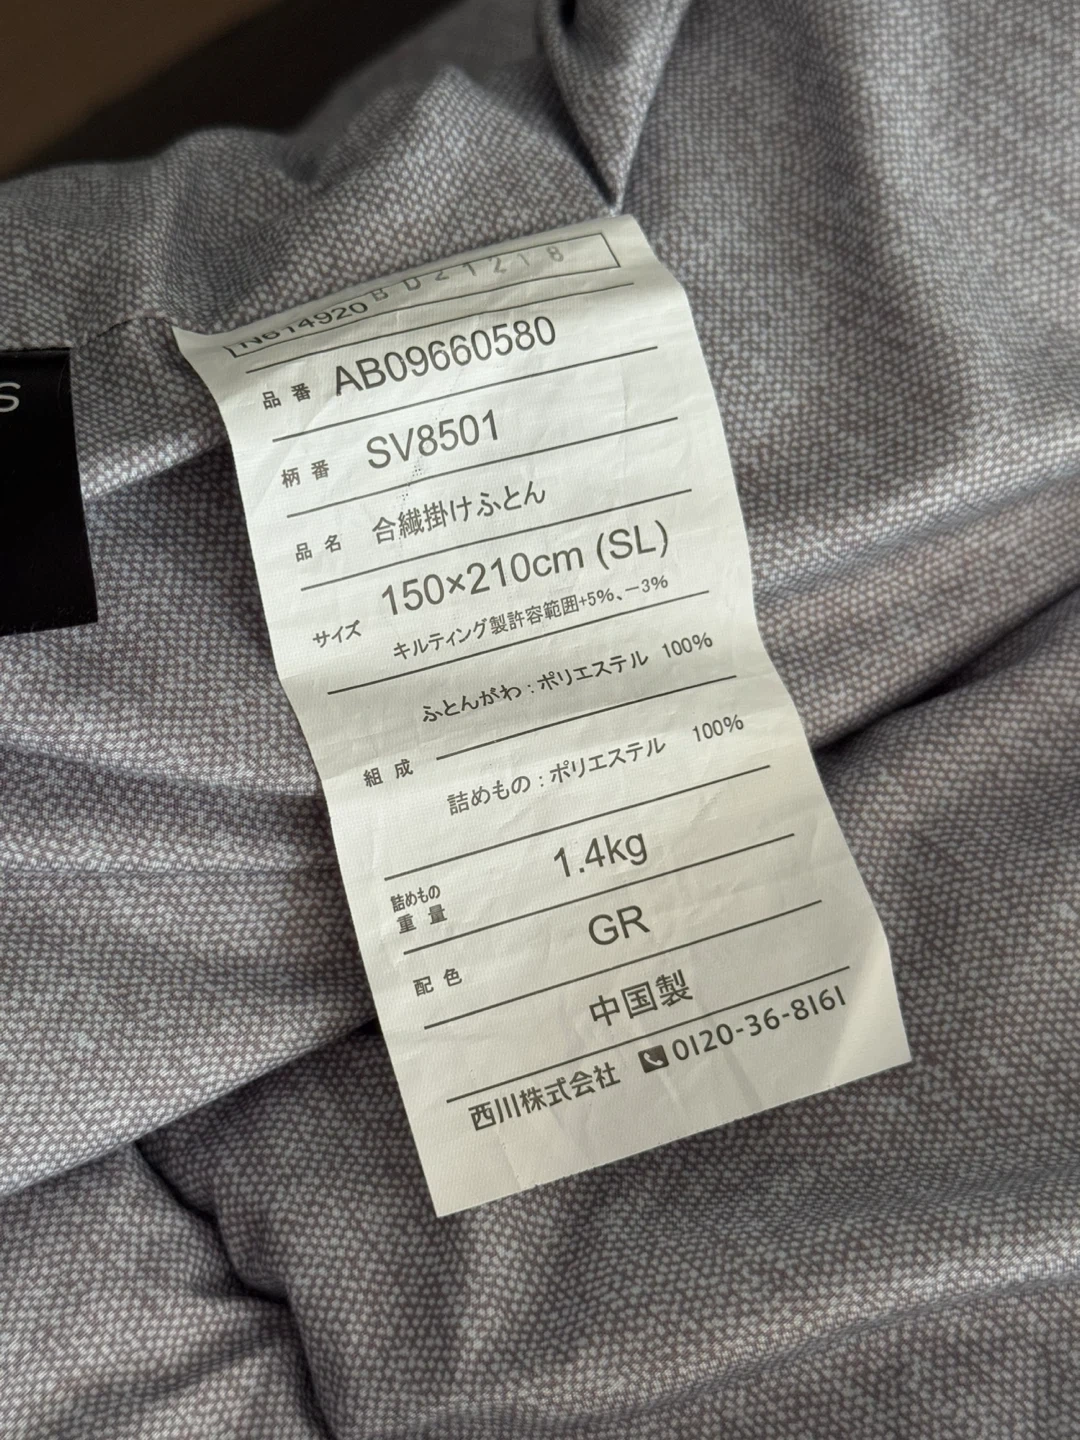 S
N614920 BD21218
品番 AB09660580
柄番 SV8501
品名 合繊掛けふとん
サイズ 150×210cm (SL)
キルティング製許容範囲+5%、-3%
組成 ふとんがわ:ポリエステル 100%
詰めもの:ポリエステル 100%
詰めもの重量 1.4kg
配色 GR
中国製
西川株式会社 0120-36-8161